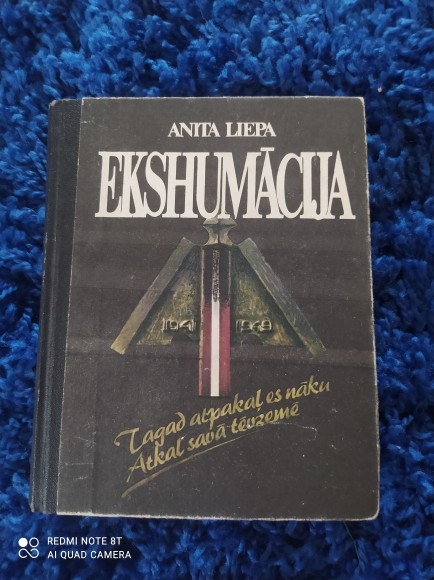 ANITA LIEPA
EKSHUMĀCIJA
1941 1949
Tagad atpakaļ es nāku
Atkal savā tēvzemē
REDMI NOTE 8T
AI QUAD CAMERA